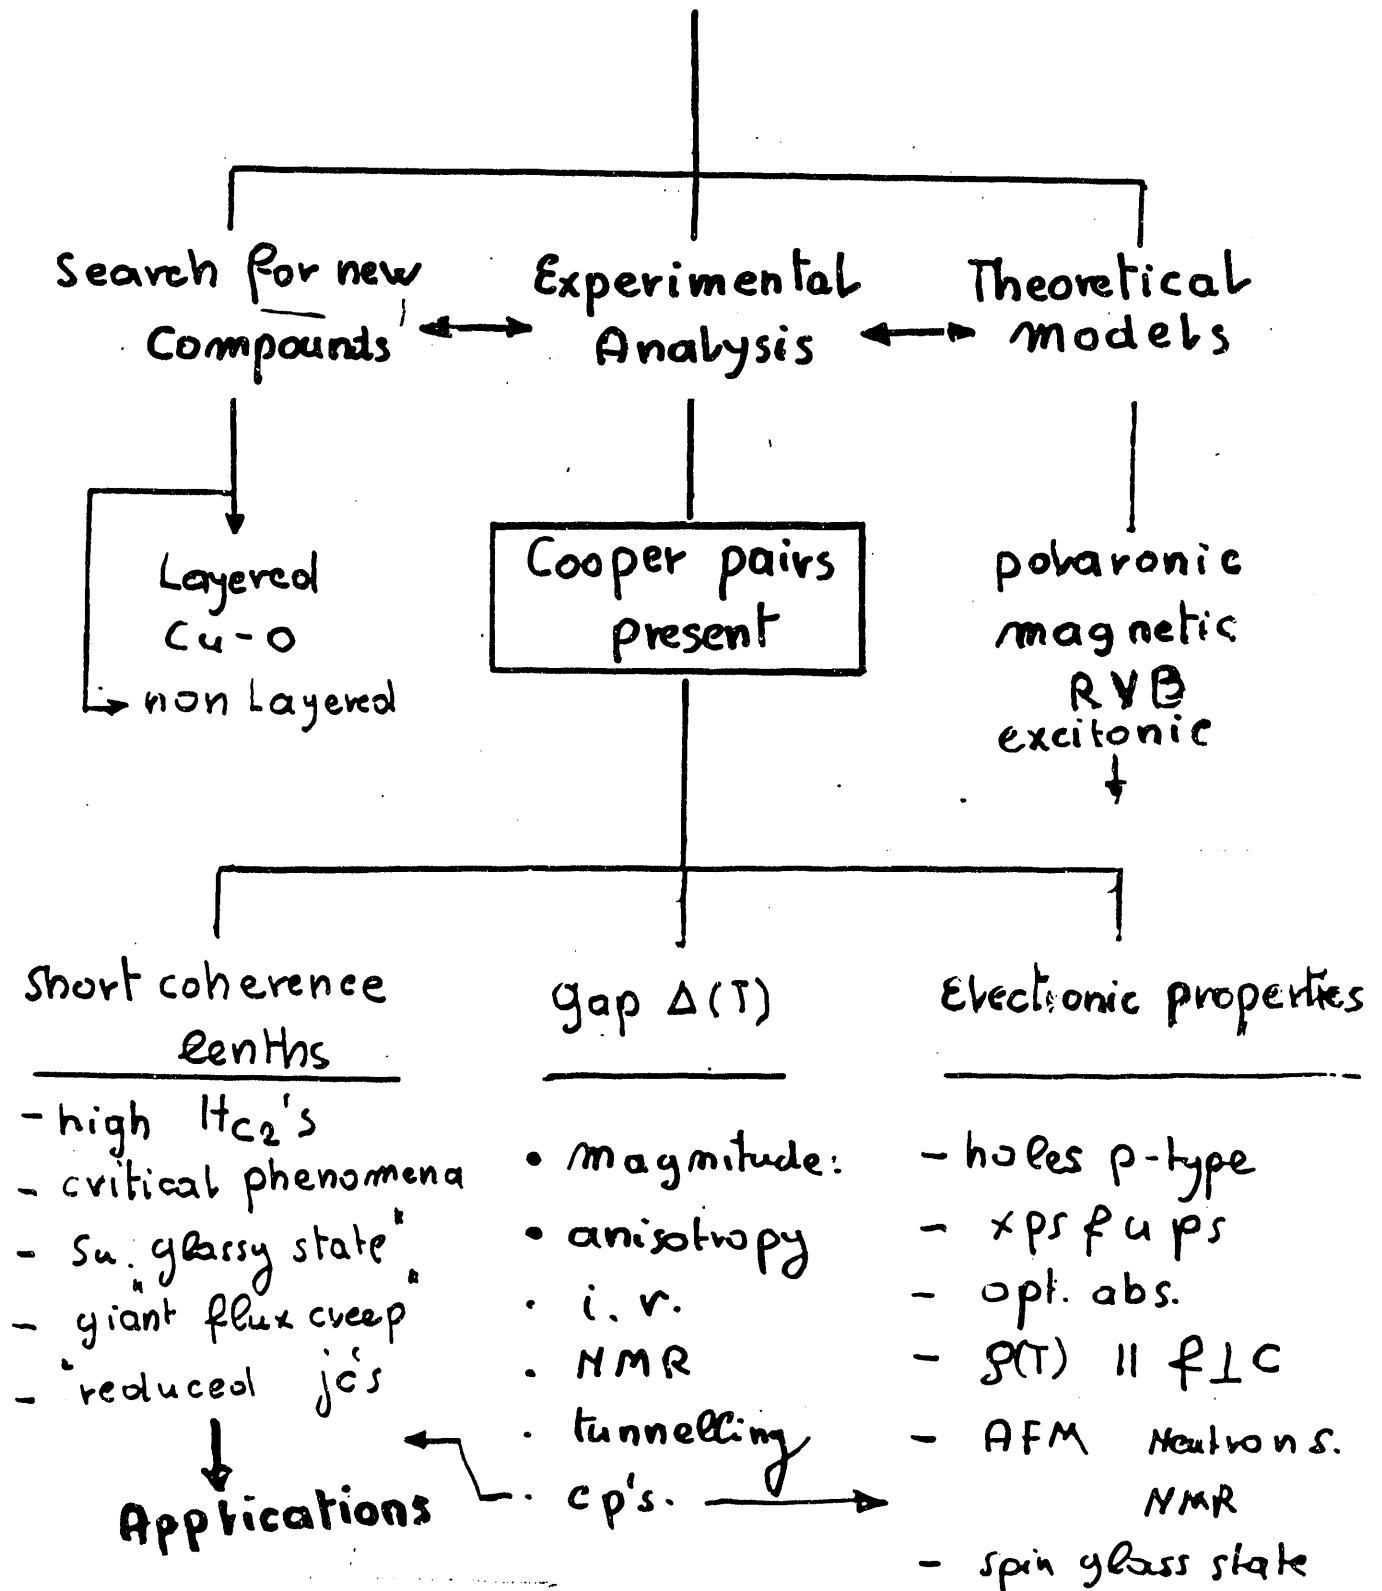 Search for new
Compounds
Experimental
Analysis
Theoretical
models
Layered
Cu-O
non Layered
Cooper pairs
present
polaronic
magnetic
RVB
excitonic
Short coherence
lenths
- high Hc2's
- critical phenomena
- su. glassy state"
- "giant flux creep"
- reduced jc's
Applications
gap Δ(T)
• magnitude:
• anisotropy
· i.r.
· NMR
· tunnelling
· cp's.
Electronic properties
- holes p-type
- xps & ups
- opt. abs.
- ρ(T) || & ⊥ C
- AFM Neutrons.
NMR
- spin glass state